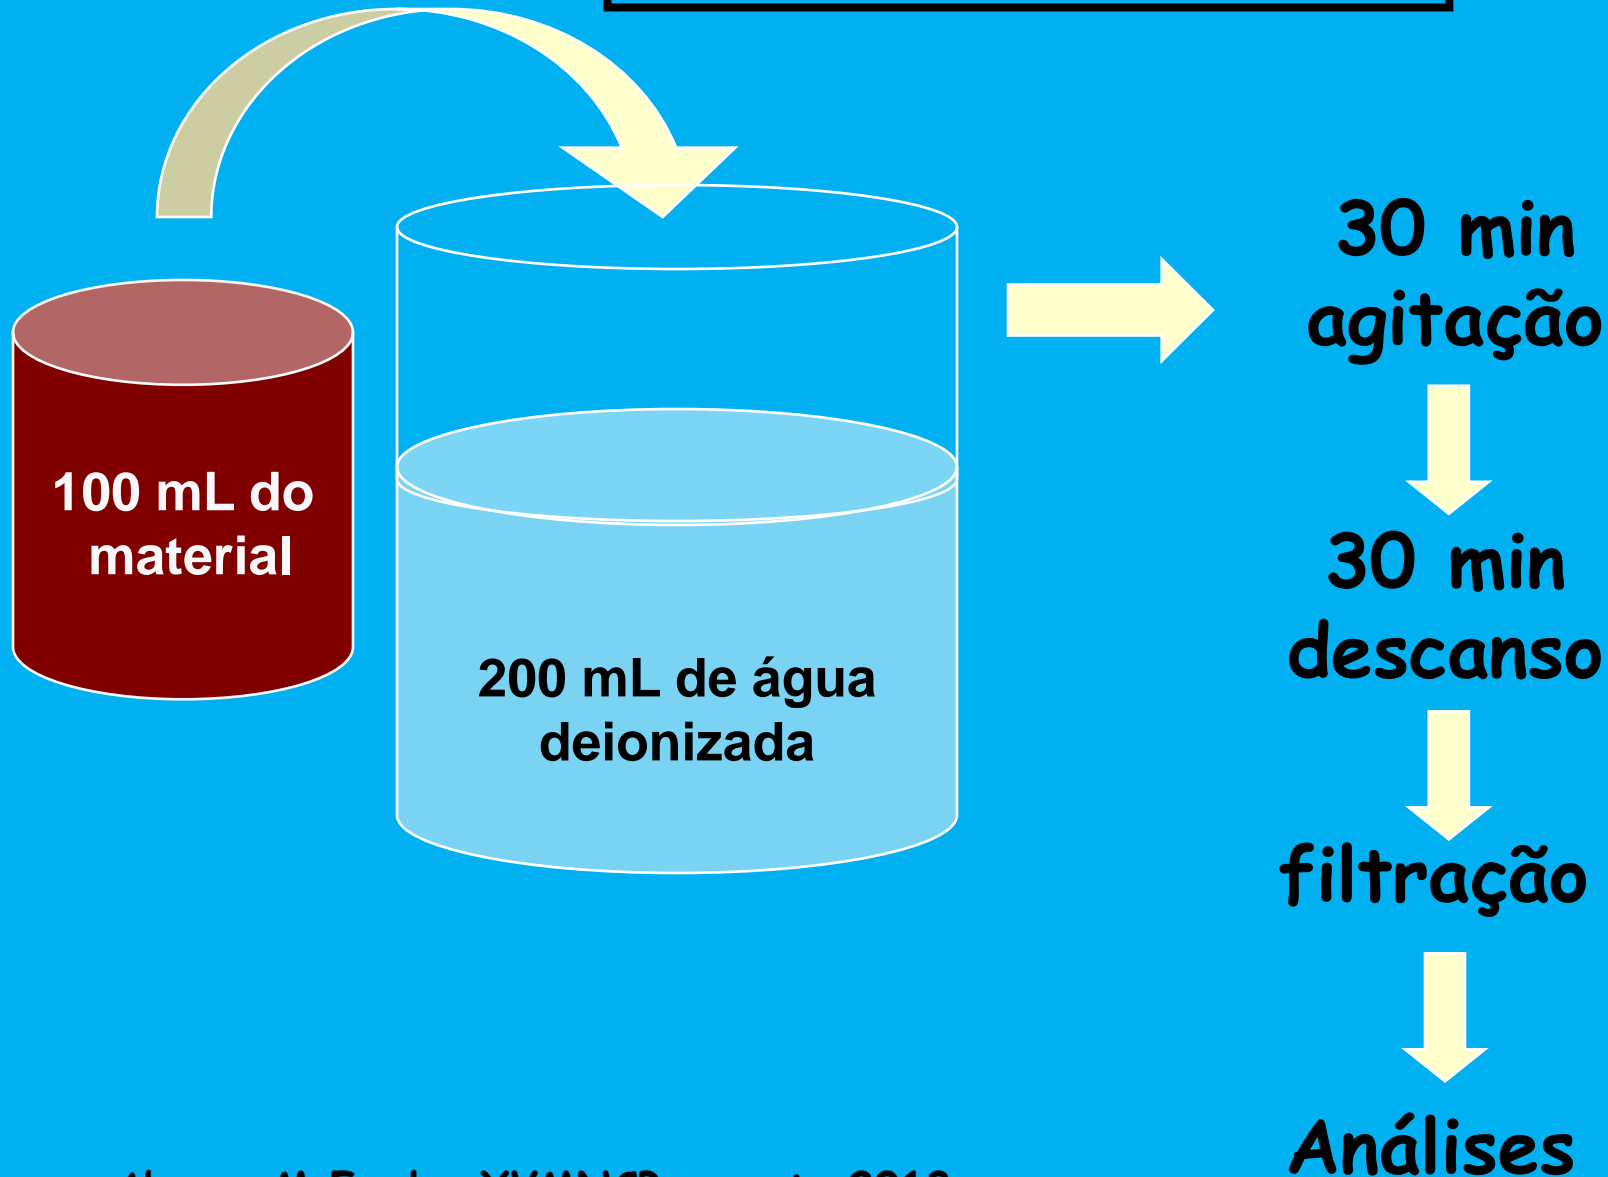 100 mL do
material
200 mL de água
deionizada
30 min
agitação
30 min
descanso
filtração
Análises